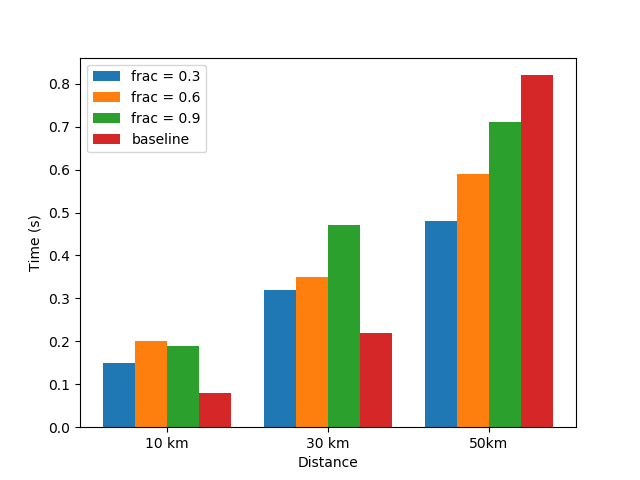 frac = 0.3
frac = 0.6
frac = 0.9
baseline
0.8
0.7
0.6
0.5
0.4
0.3
0.2
0.1
0.0
Time (s)
10 km
30 km
50km
Distance